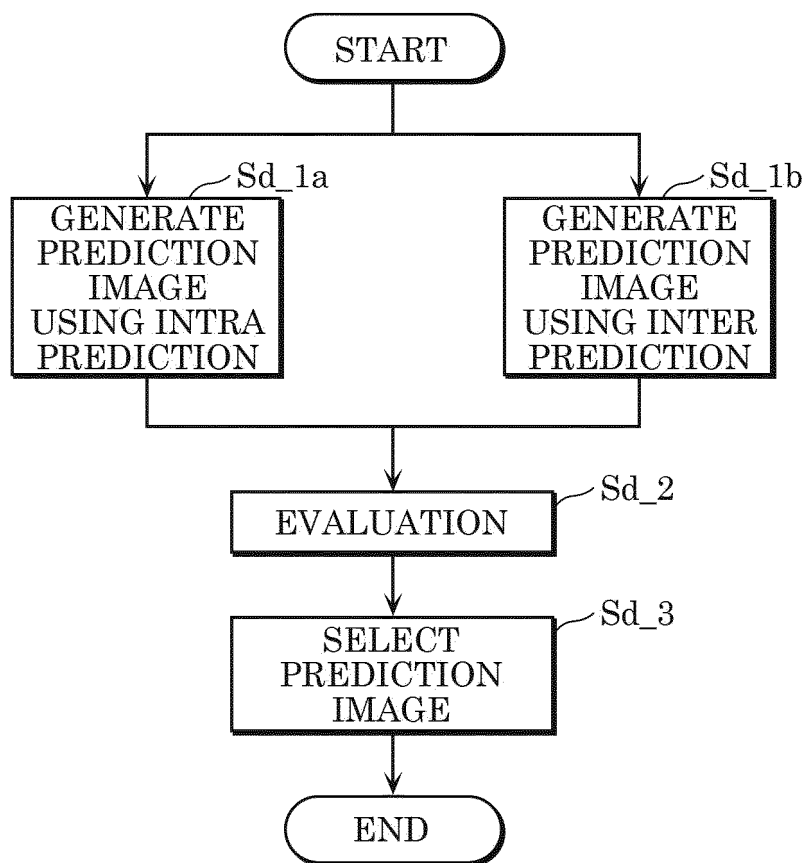 START
Sd_1a
GENERATE
PREDICTION
IMAGE
USING INTRA
PREDICTION
Sd_1b
GENERATE
PREDICTION
IMAGE
USING INTER
PREDICTION
Sd_2
EVALUATION
Sd_3
SELECT
PREDICTION
IMAGE
END